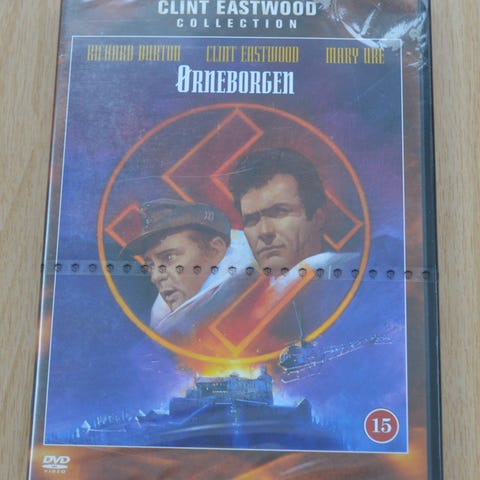 CLINT EASTWOOD
COLLECTION
RICHARD BURTON CLINT EASTWOOD MARY URE
ØRNEBORGEN
15
DVD
VIDEO